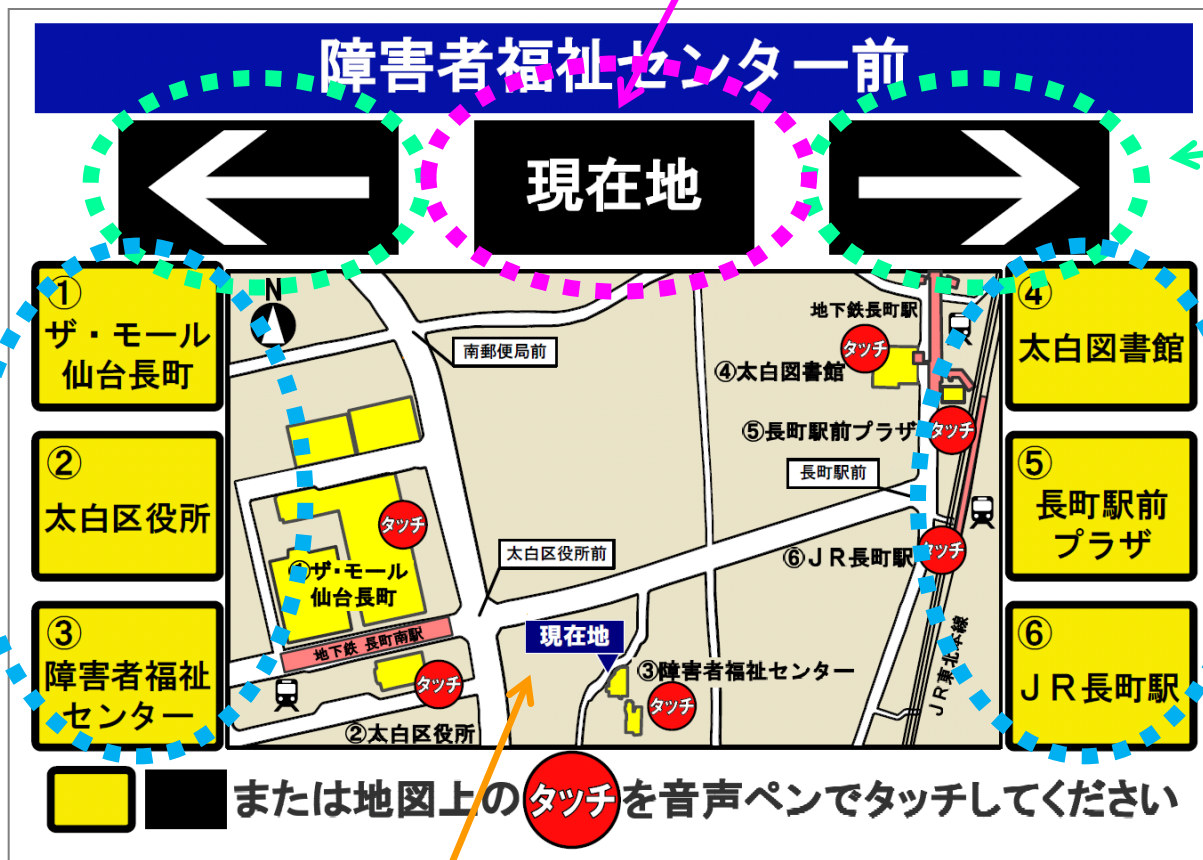 障害者福祉センター前
現在地
①
ザ・モール
仙台長町
②
太白区役所
③
障害者福祉
センター
N
南郵便局前
地下鉄長町駅
タッチ
④太白図書館
⑤長町駅前プラザ
タッチ
長町駅前
タッチ
太白区役所前
⑥JR長町駅
タッチ
①ザ・モール
仙台長町
地下鉄 長町南駅
現在地
③障害者福祉センター
タッチ
タッチ
②太白区役所
JR東北本線
④
太白図書館
⑤
長町駅前
プラザ
⑥
JR長町駅
または地図上のタッチを音声ペンでタッチしてください